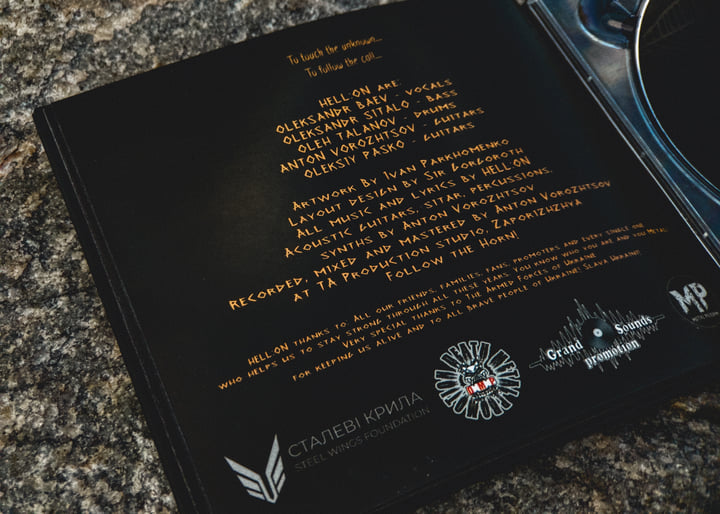 To touch the unknown...
To follow the call...
HELL:ON ARE:
OLEKSANDR BAEV - VOCALS
OLEKSANDR SITALO - BASS
OLEH TALANOV - DRUMS
ANTON VOROZHTSOV - GUITARS
OLEKSIY PASKO - GUITARS
ARTWORK BY IVAN PARKHOMENKO
LAYOUT DESIGN BY SIR GORGOROTH
ALL MUSIC AND LYRICS BY HELL:ON
ACOUSTIC GUITARS, SITAR, PERCUSSIONS,
SYNTHS BY ANTON VOROZHTSOV
RECORDED, MIXED AND MASTERED BY ANTON VOROZHTSOV
AT TA PRODUCTION STUDIO, ZAPORIZHZHYA
FOLLOW THE HORN!
HELL:ON THANKS TO: ALL OUR FRIENDS, FAMILIES, FANS, PROMOTERS AND EVERY SINGLE ONE
WHO HELPS US TO STAY STRONG THROUGH ALL THESE YEARS. YOU KNOW WHAT YOU ARE AND YOU METAL!
VERY SPECIAL THANKS TO THE ARMED FORCES OF UKRAINE
FOR KEEPING US ALIVE AND TO ALL BRAVE PEOPLE OF UKRAINE! SLAVA UKRAINI!
MP
Grand Sounds
promotion
DMP
СТАЛЕВІ КРИЛА
STEEL WINGS FOUNDATION